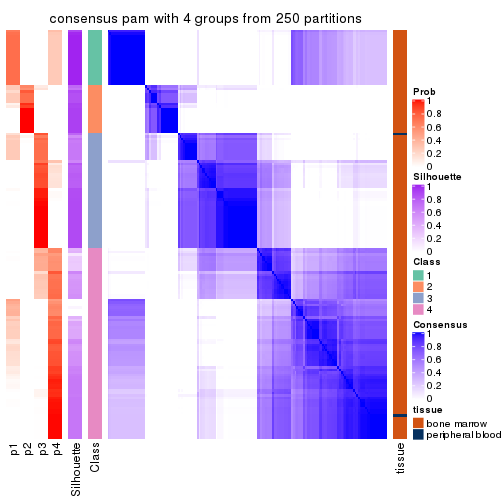 consensus pam with 4 groups from 250 partitions
Prob
1
0.8
0.6
0.4
0.2
0
Silhouette
1
0.8
0.6
0.4
0.2
0
Class
1
2
3
4
Consensus
1
0.8
0.6
0.4
0.2
0
tissue
bone marrow
peripheral blood
p1
p2
p3
p4
Silhouette
Class
tissue